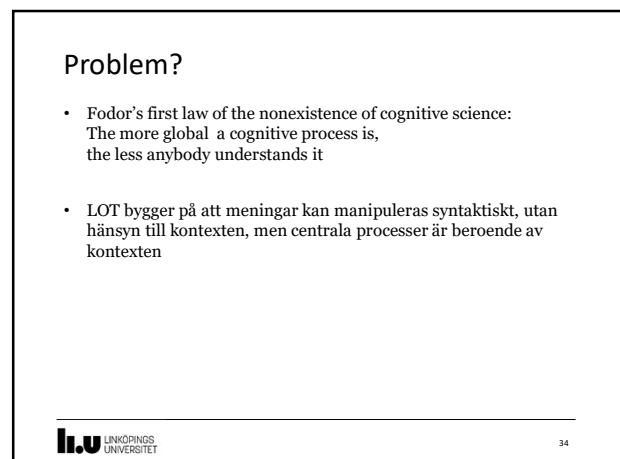 Problem?
• Fodor's first law of the nonexistence of cognitive science:
The more global a cognitive process is,
the less anybody understands it
• LOT bygger på att meningar kan manipuleras syntaktiskt, utan
hänsyn till kontexten, men centrala processer är beroende av
kontexten
LiU LINKÖPINGS
UNIVERSITET
34